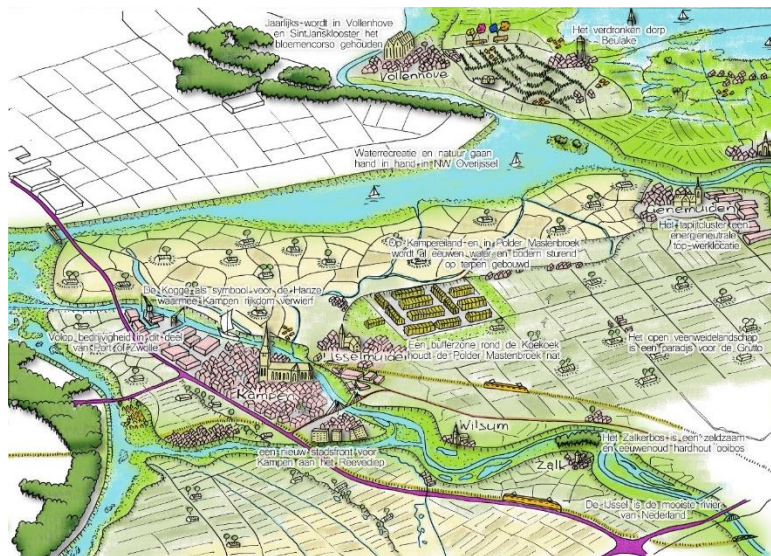 Jaarlijks wordt in Vollenhove
en SintJansklooster het
bloemencorso gehouden
Vollenhove
Het verdronken dorp
Beulake
Waterrecreatie en natuur gaan
hand in hand in NW Overijssel
Genemuiden
Het tapijtcluster een
energieneutrale
top-werklocatie
Op Kampereiland en in Polder Mastenbroek
wordt al eeuwen water en bodem sturend
op terpen gebouwd
De Kogge als symbool voor de Hanze
waarmee Kampen rijkdom verwierf
Volop bedrijvigheid in dit deel
van Port of Zwolle
IJsselmuiden
Een bufferzone rond de Koekoek
houdt de Polder Mastenbroek nat
Het open veenweidelandschap
is een paradijs voor de Grutto
Kampen
Wilsum
een nieuw stadsfront voor
Kampen aan het Reevediep
Zalk
Het Zalkerbos is een zeldzaam
en eeuwenoud hardhout ooibos
De IJssel is de mooiste rivier
van Nederland